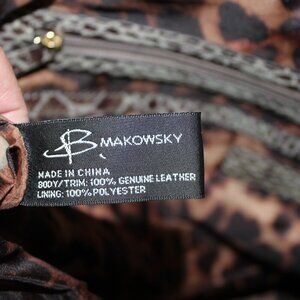 B. MAKOWSKY
MADE IN CHINA
BODY/TRIM: 100% GENUINE LEATHER
LINING: 100% POLYESTER